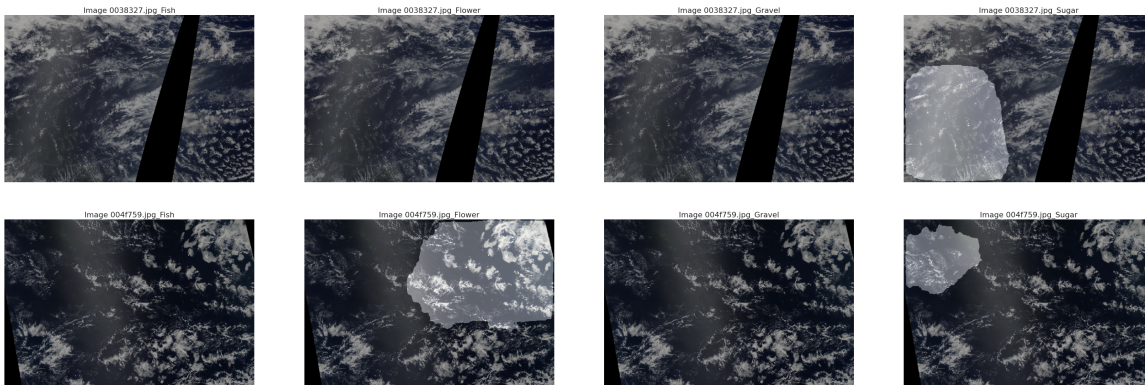 Image 0038327.jpg_Fish
Image 0038327.jpg_Flower
Image 0038327.jpg_Gravel
Image 0038327.jpg_Sugar
Image 004f759.jpg_Fish
Image 004f759.jpg_Flower
Image 004f759.jpg_Gravel
Image 004f759.jpg_Sugar